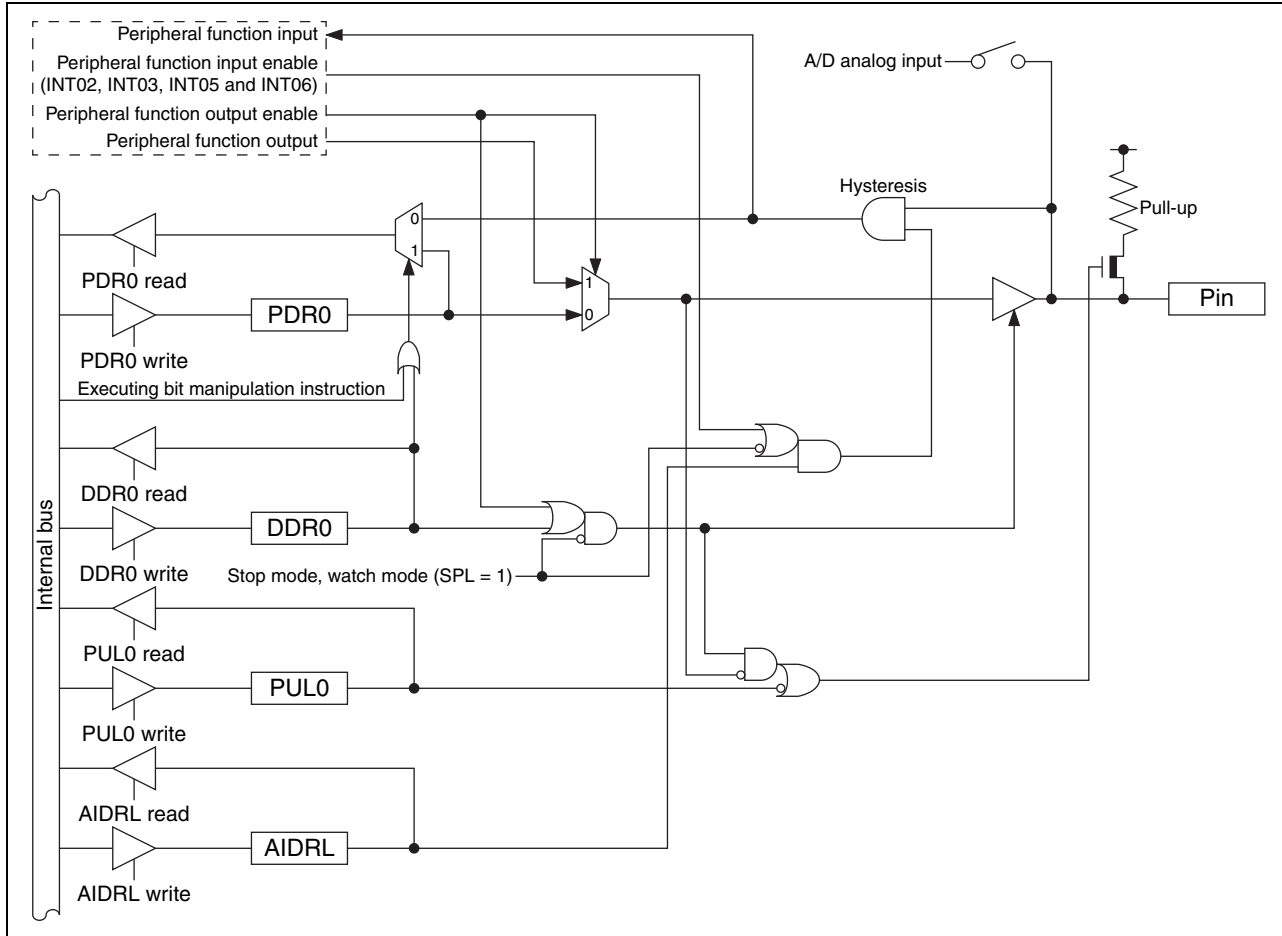 Peripheral function input
Peripheral function input enable
(INT02, INT03, INT05 and INT06)
Peripheral function output enable
Peripheral function output
A/D analog input
Hysteresis
Pull-up
0
1
PDR0 read
1
0
Pin
PDR0
PDR0 write
Executing bit manipulation instruction
DDR0 read
DDR0
DDR0 write
Stop mode, watch mode (SPL = 1)
Internal bus
PUL0 read
PUL0
PUL0 write
AIDRL read
AIDRL
AIDRL write